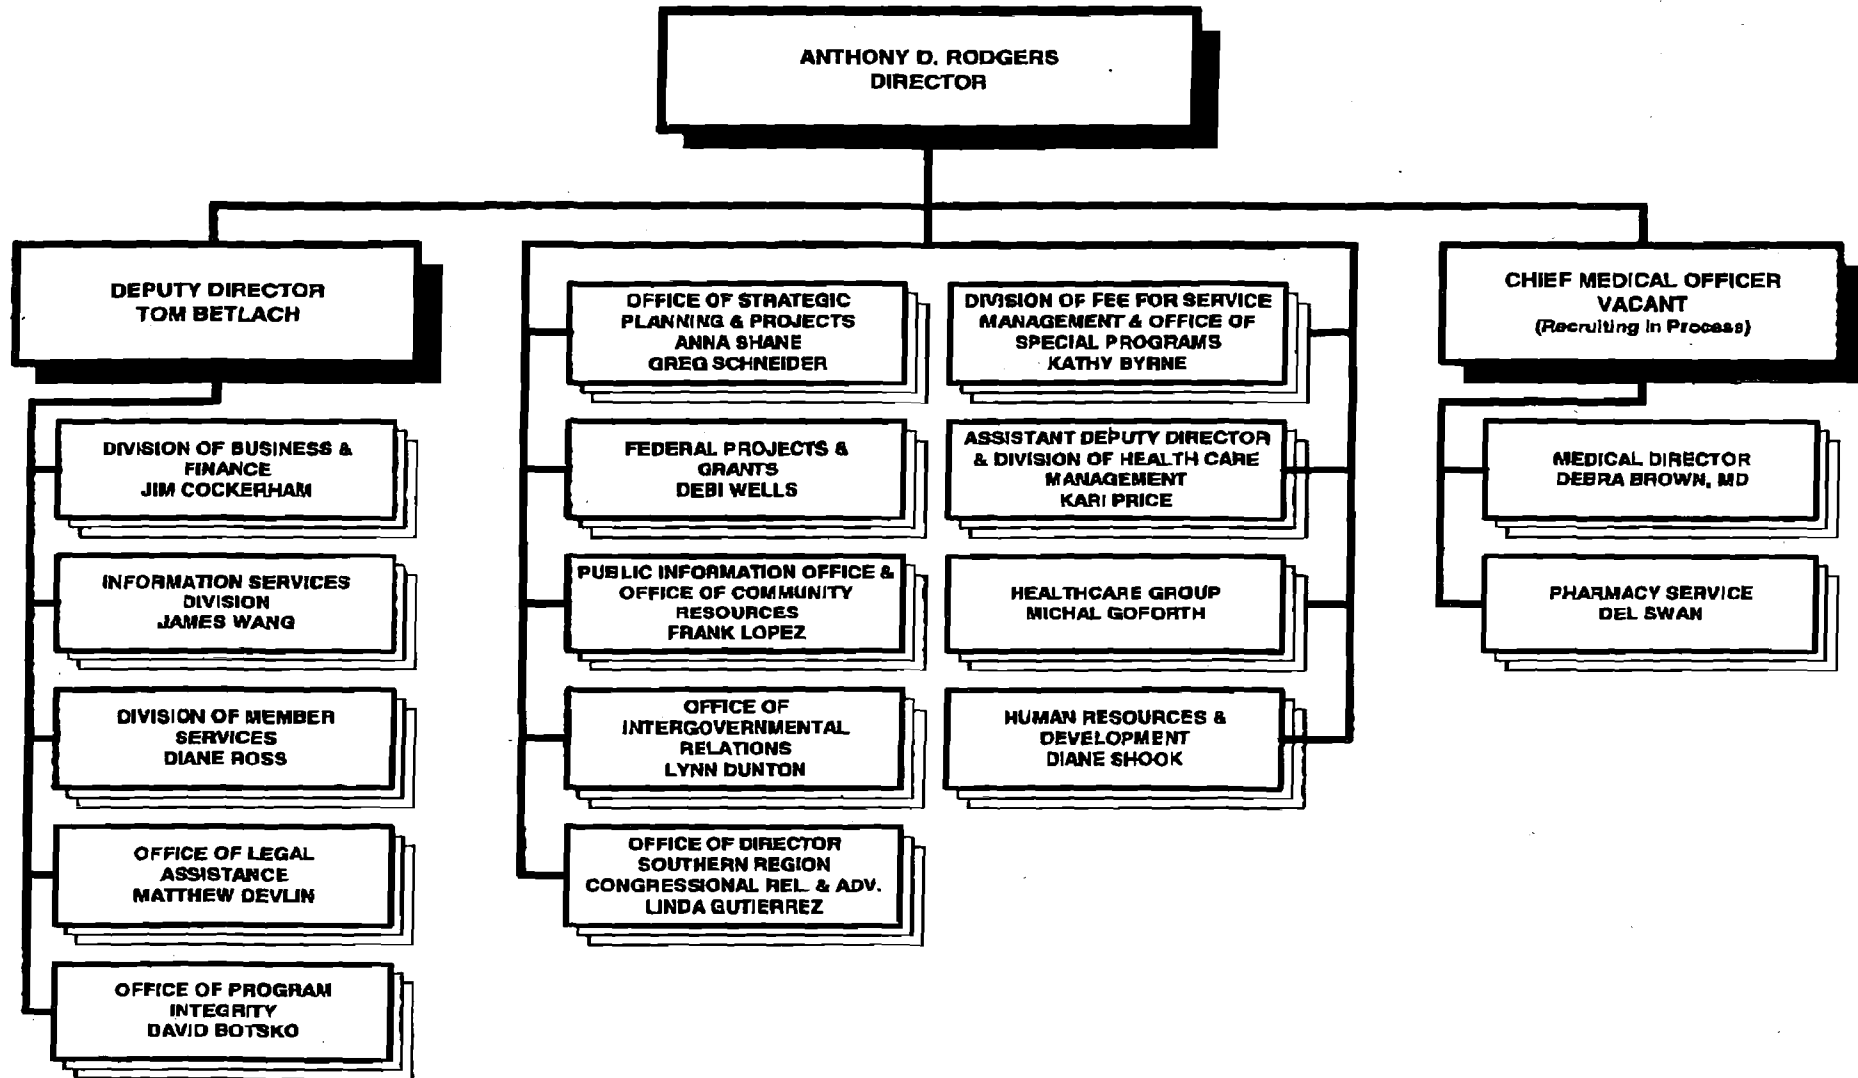 ANTHONY D. RODGERS
DIRECTOR
DEPUTY DIRECTOR
TOM BETLACH
DIVISION OF BUSINESS &
FINANCE
JIM COCKERHAM
INFORMATION SERVICES
DIVISION
JAMES WANG
DIVISION OF MEMBER
SERVICES
DIANE ROSS
OFFICE OF LEGAL
ASSISTANCE
MATTHEW DEVLIN
OFFICE OF PROGRAM
INTEGRITY
DAVID BOTSKO
OFFICE OF STRATEGIC
PLANNING & PROJECTS
ANNA SHANE
GREG SCHNEIDER
FEDERAL PROJECTS &
GRANTS
DEBI WELLS
PUBLIC INFORMATION OFFICE &
OFFICE OF COMMUNITY
RESOURCES
FRANK LOPEZ
OFFICE OF
INTERGOVERNMENTAL
RELATIONS
LYNN DUNTON
OFFICE OF DIRECTOR
SOUTHERN REGION
CONGRESSIONAL REL. & ADV.
LINDA GUTIERREZ
DIVISION OF FEE FOR SERVICE
MANAGEMENT & OFFICE OF
SPECIAL PROGRAMS
KATHY BYRNE
ASSISTANT DEPUTY DIRECTOR
& DIVISION OF HEALTH CARE
MANAGEMENT
KARI PRICE
HEALTHCARE GROUP
MICHAL GOFORTH
HUMAN RESOURCES &
DEVELOPMENT
DIANE SHOOK
CHIEF MEDICAL OFFICER
VACANT
(Recruiting in Process)
MEDICAL DIRECTOR
DEBRA BROWN, MD
PHARMACY SERVICE
DEL SWAN